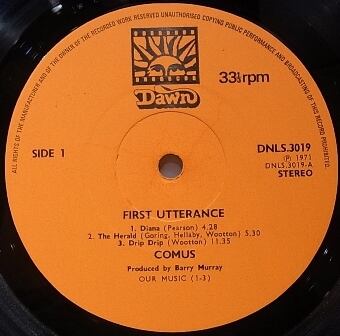 ALL RIGHTS OF THE MANUFACTURER AND OF THE OWNER OF THE RECORDED WORK RESERVED UNAUTHORISED COPYING PUBLIC PERFORMANCE AND BROADCASTING OF THIS RECORD PROHIBITED
Dawn
33⅓rpm
SIDE 1
DNLS.3019
Ⓟ 1971
DNLS.3019-A
STEREO
FIRST UTTERANCE
1. Diana (Pearson) 4.28
2. The Herald (Goring, Hellaby, Wootton) 5.30
3. Drip Drip (Wootton) 11.35
COMUS
Produced by Barry Murray
OUR MUSIC (1-3)